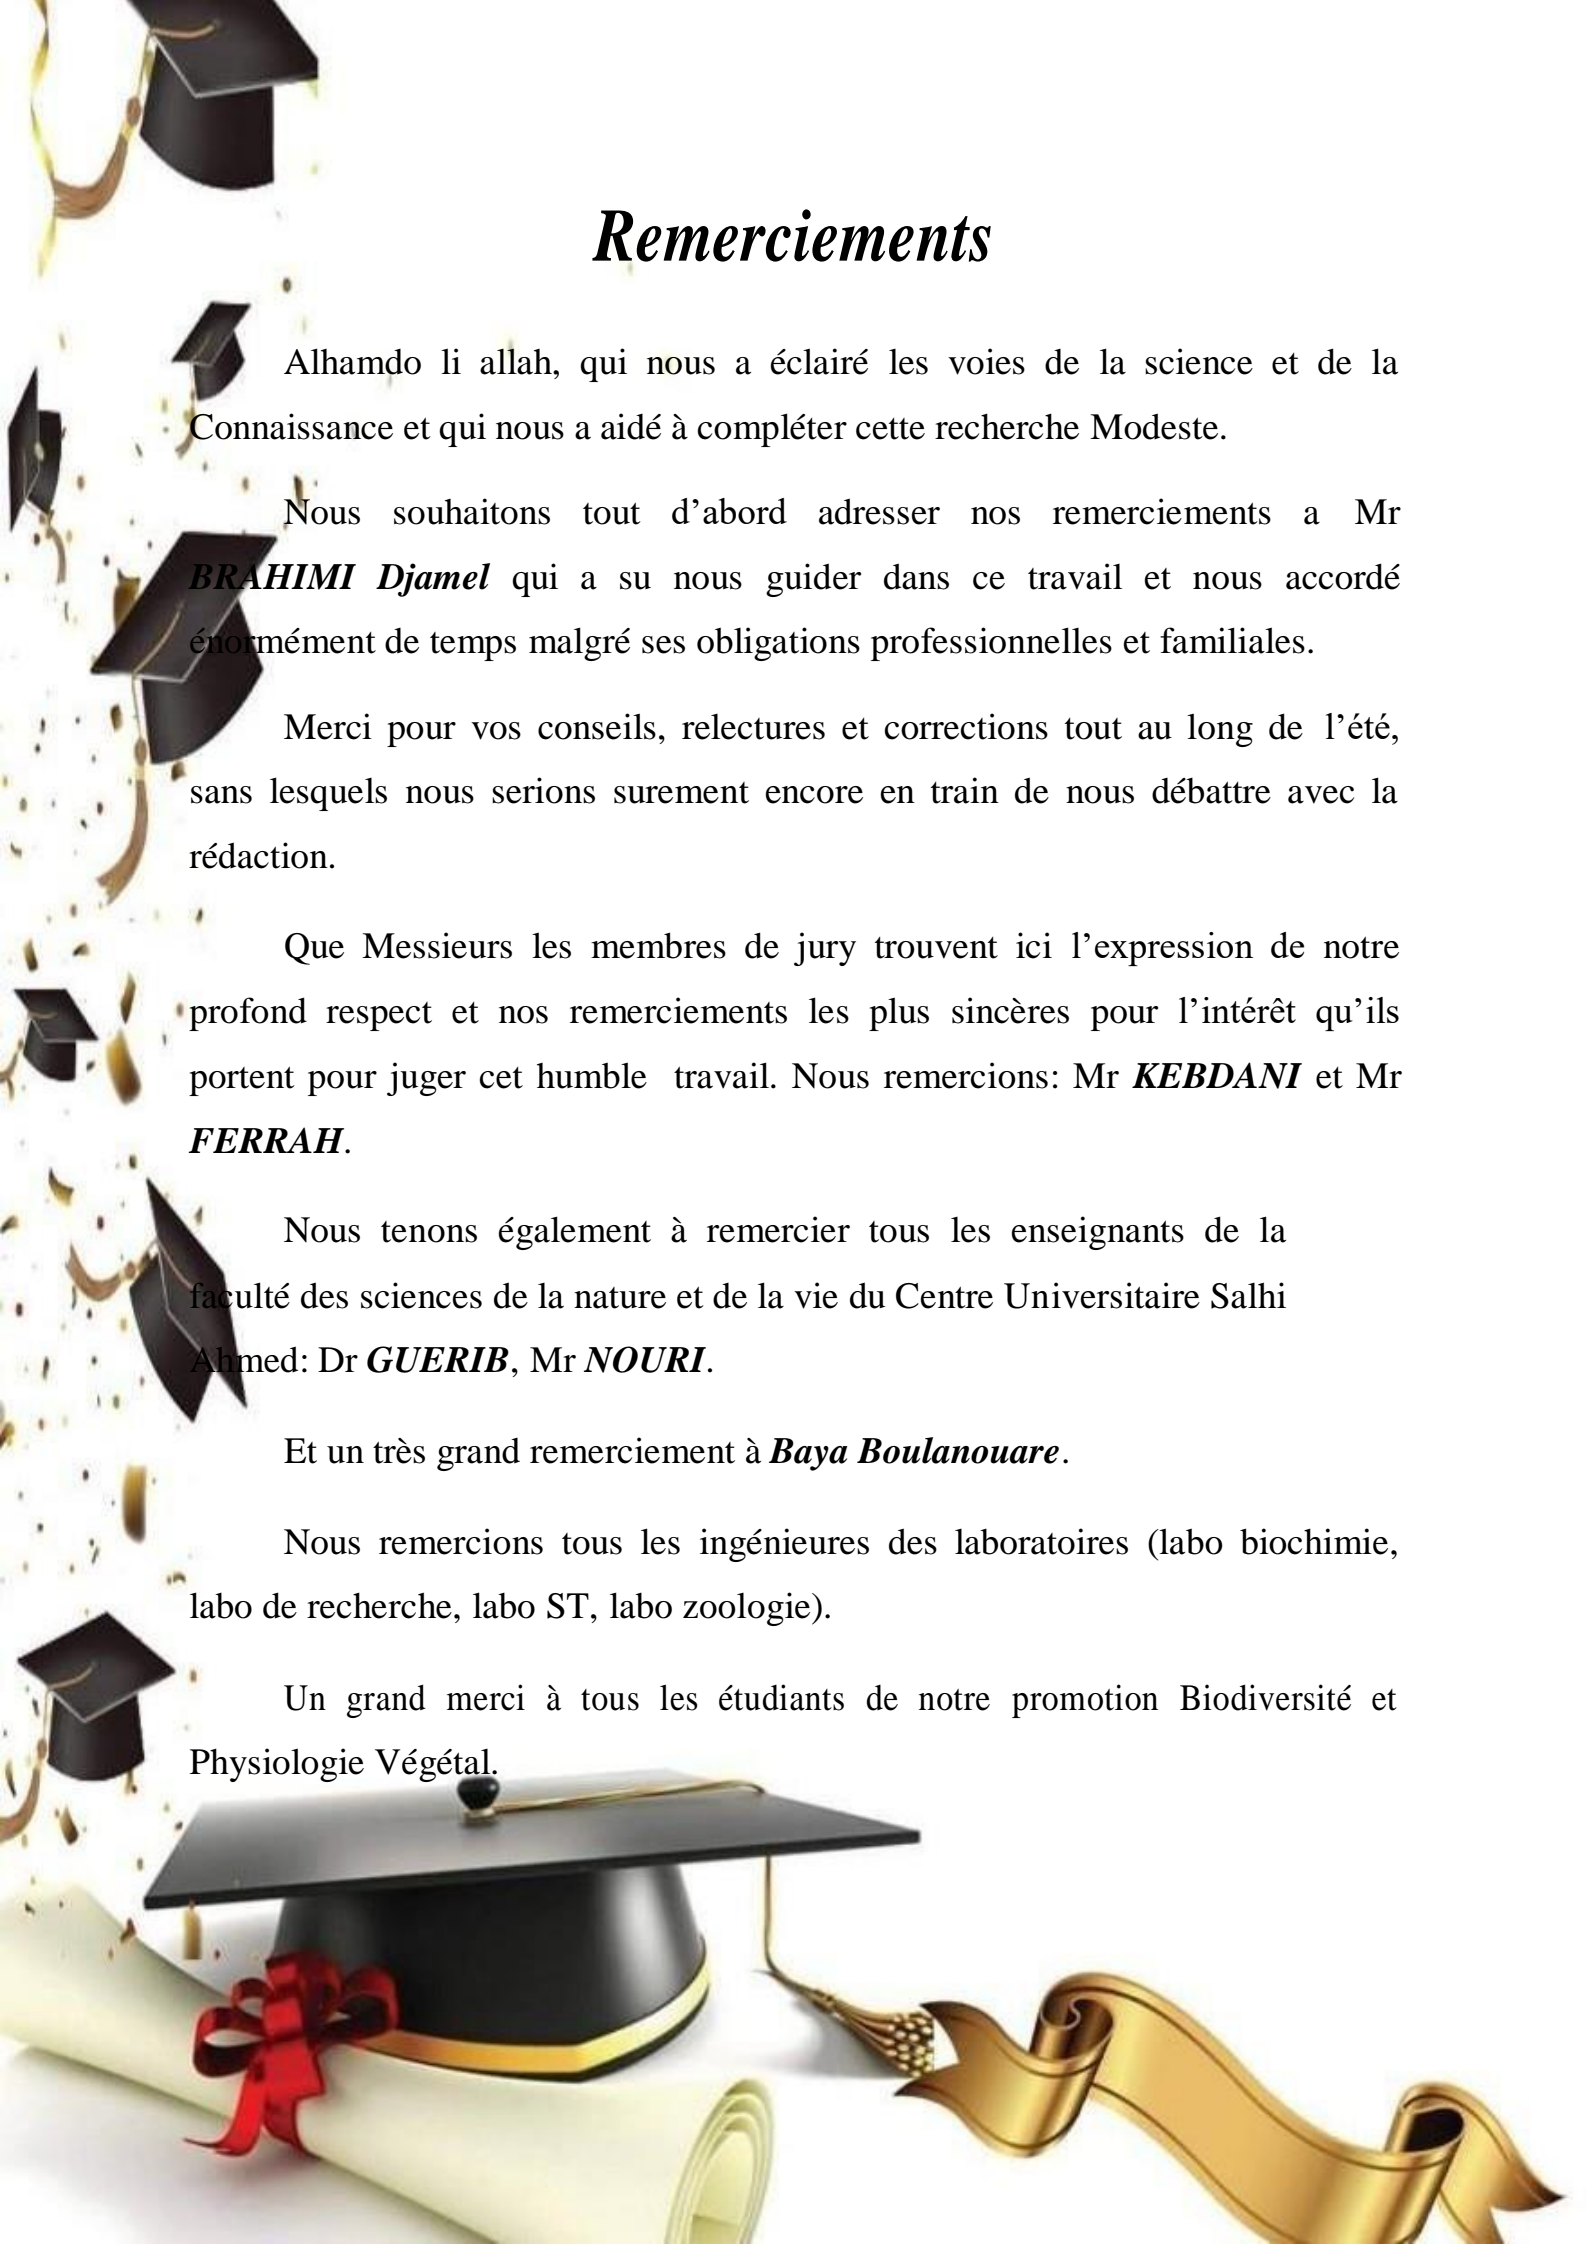 Remerciements
Alhamdo li allah, qui nous a éclairé les voies de la science et de la
Connaissance et qui nous a aidé à compléter cette recherche Modeste.
Nous souhaitons tout d’abord adresser nos remerciements a Mr
BRAHIMI Djamel qui a su nous guider dans ce travail et nous accordé
énormément de temps malgré ses obligations professionnelles et familiales.
Merci pour vos conseils, relectures et corrections tout au long de l’été,
sans lesquels nous serions surement encore en train de nous débattre avec la
rédaction.
Que Messieurs les membres de jury trouvent ici l’expression de notre
profond respect et nos remerciements les plus sincères pour l’intérêt qu’ils
portent pour juger cet humble travail. Nous remercions: Mr KEBDANI et Mr
FERRAH.
Nous tenons également à remercier tous les enseignants de la
faculté des sciences de la nature et de la vie du Centre Universitaire Salhi
Ahmed: Dr GUERIB, Mr NOURI.
Et un très grand remerciement à Baya Boulanouare.
Nous remercions tous les ingénieures des laboratoires (labo biochimie,
labo de recherche, labo ST, labo zoologie).
Un grand merci à tous les étudiants de notre promotion Biodiversité et
Physiologie Végétal.